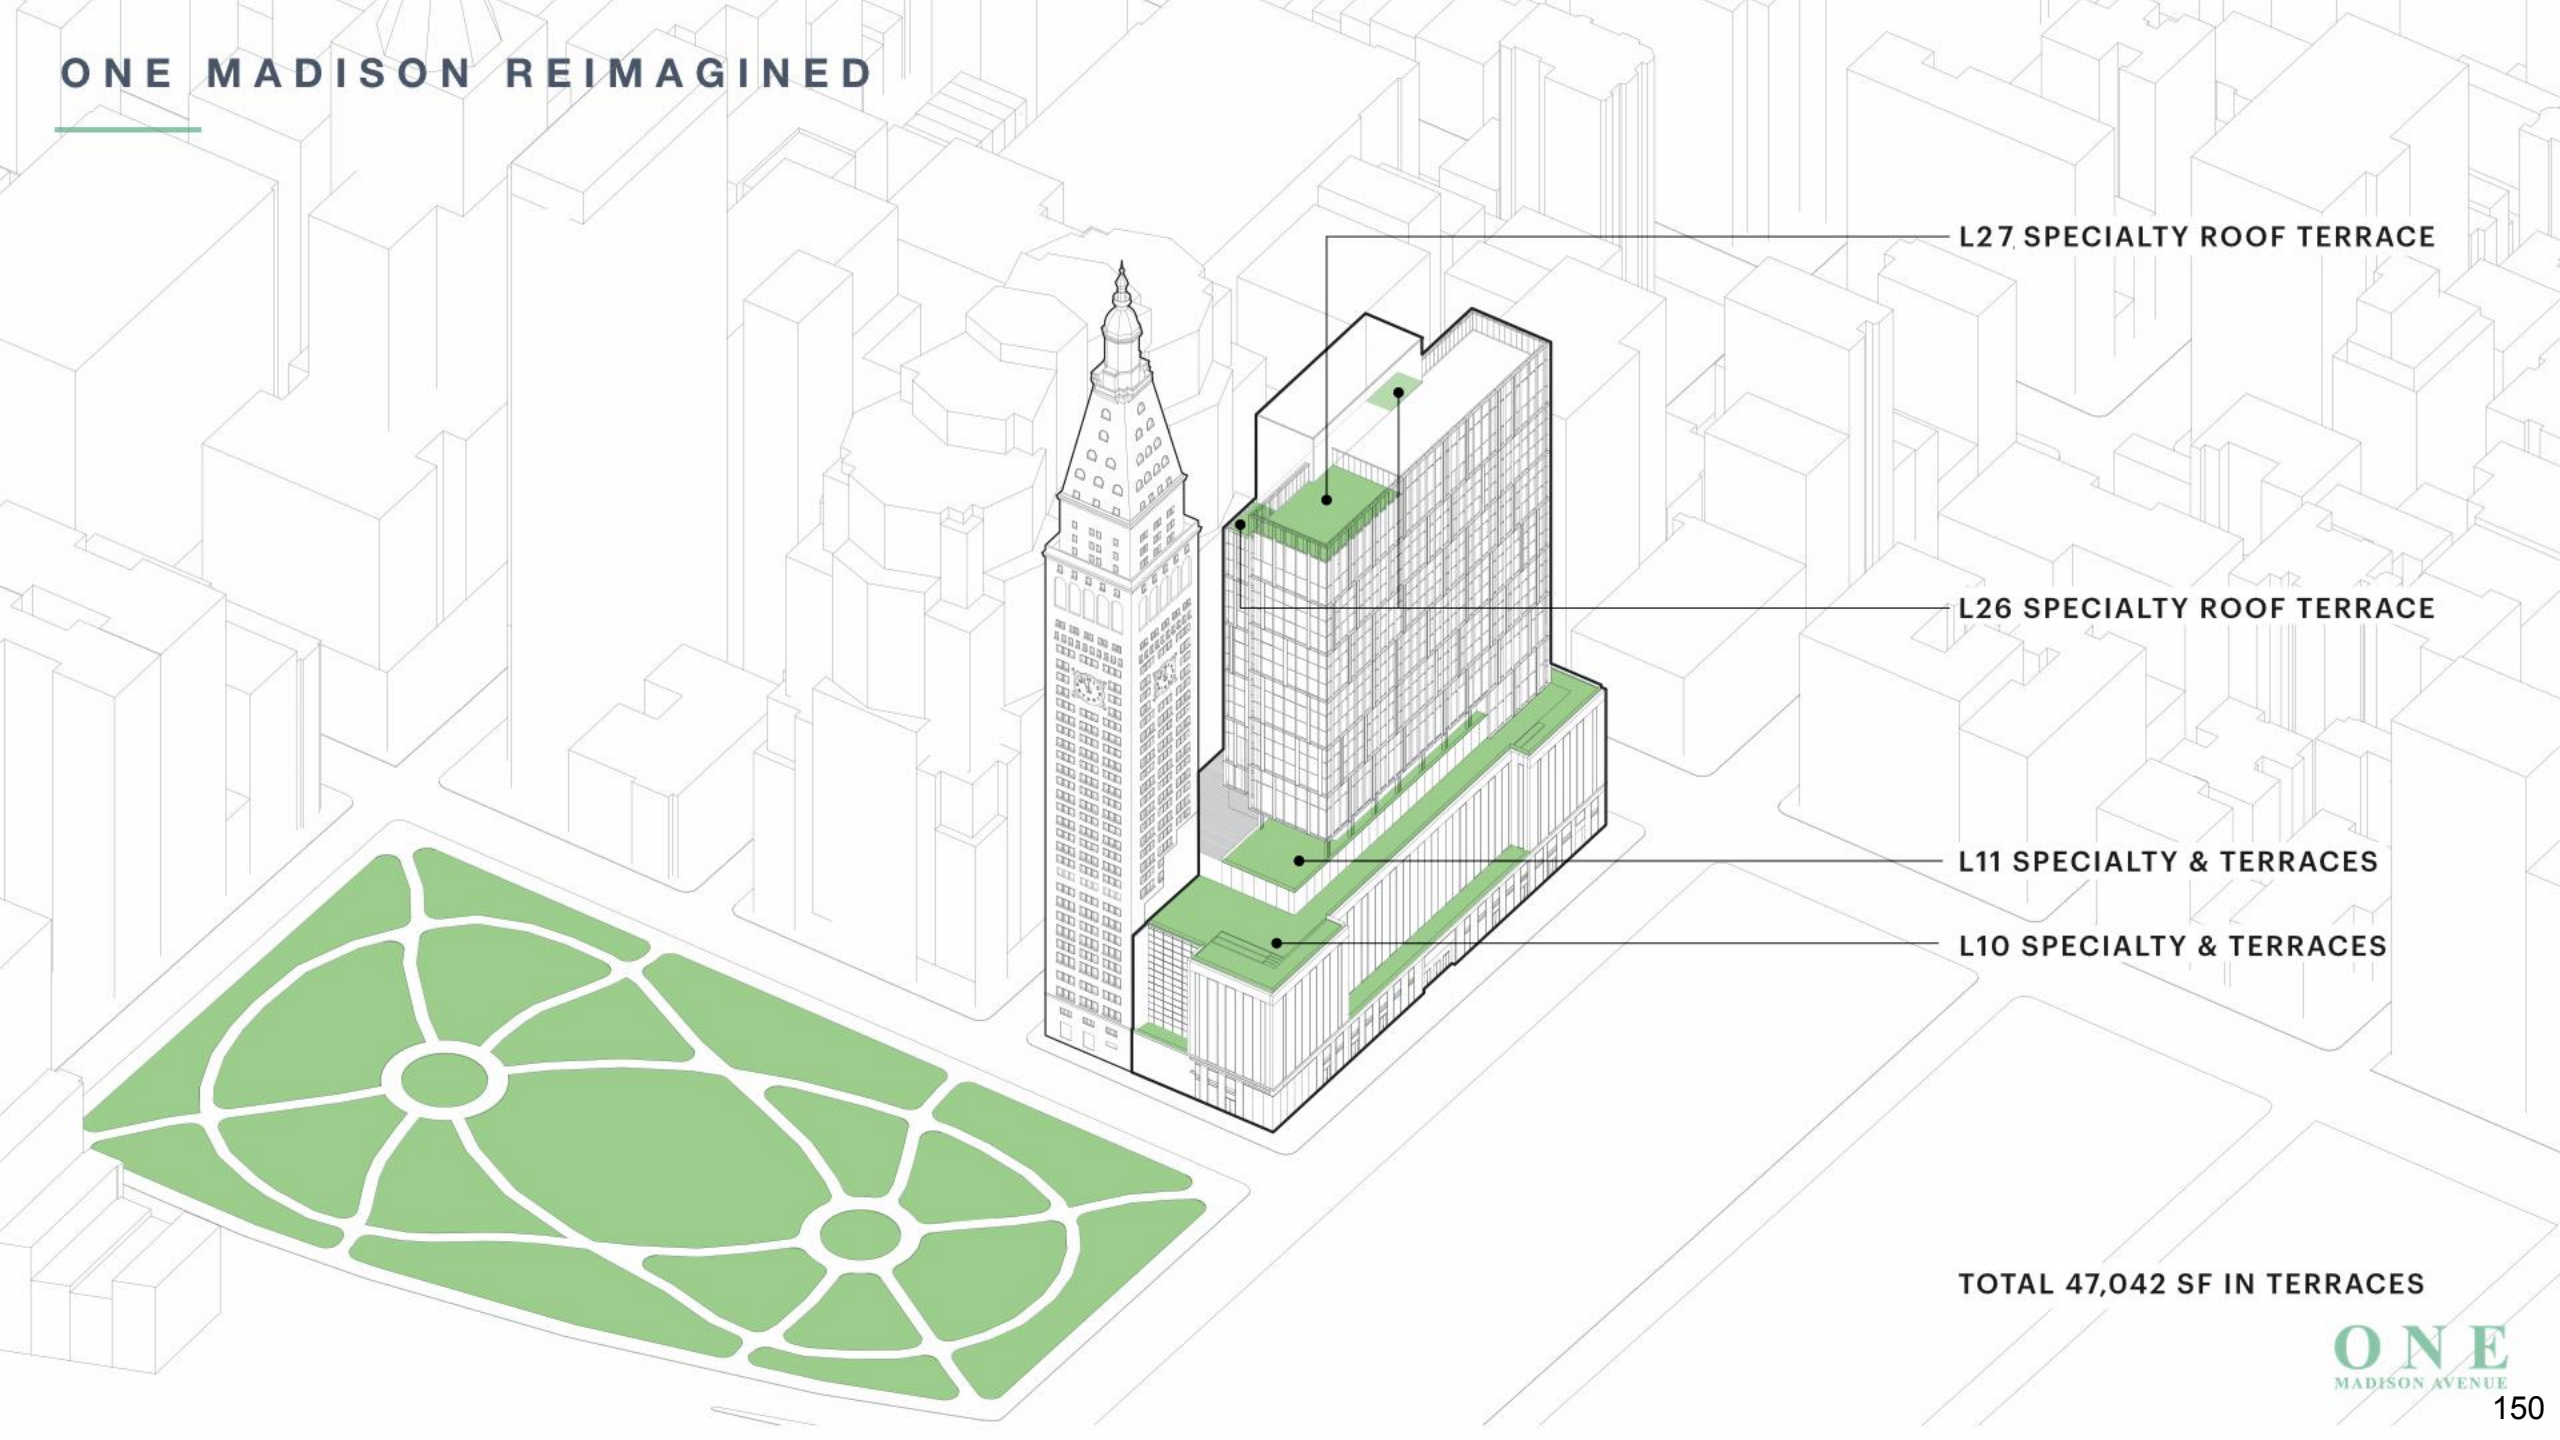 ONE MADISON REIMAGINED
L27 SPECIALTY ROOF TERRACE
L26 SPECIALTY ROOF TERRACE
L11 SPECIALTY & TERRACES
L10 SPECIALTY & TERRACES
TOTAL 47,042 SF IN TERRACES
ONE
MADISON AVENUE
150